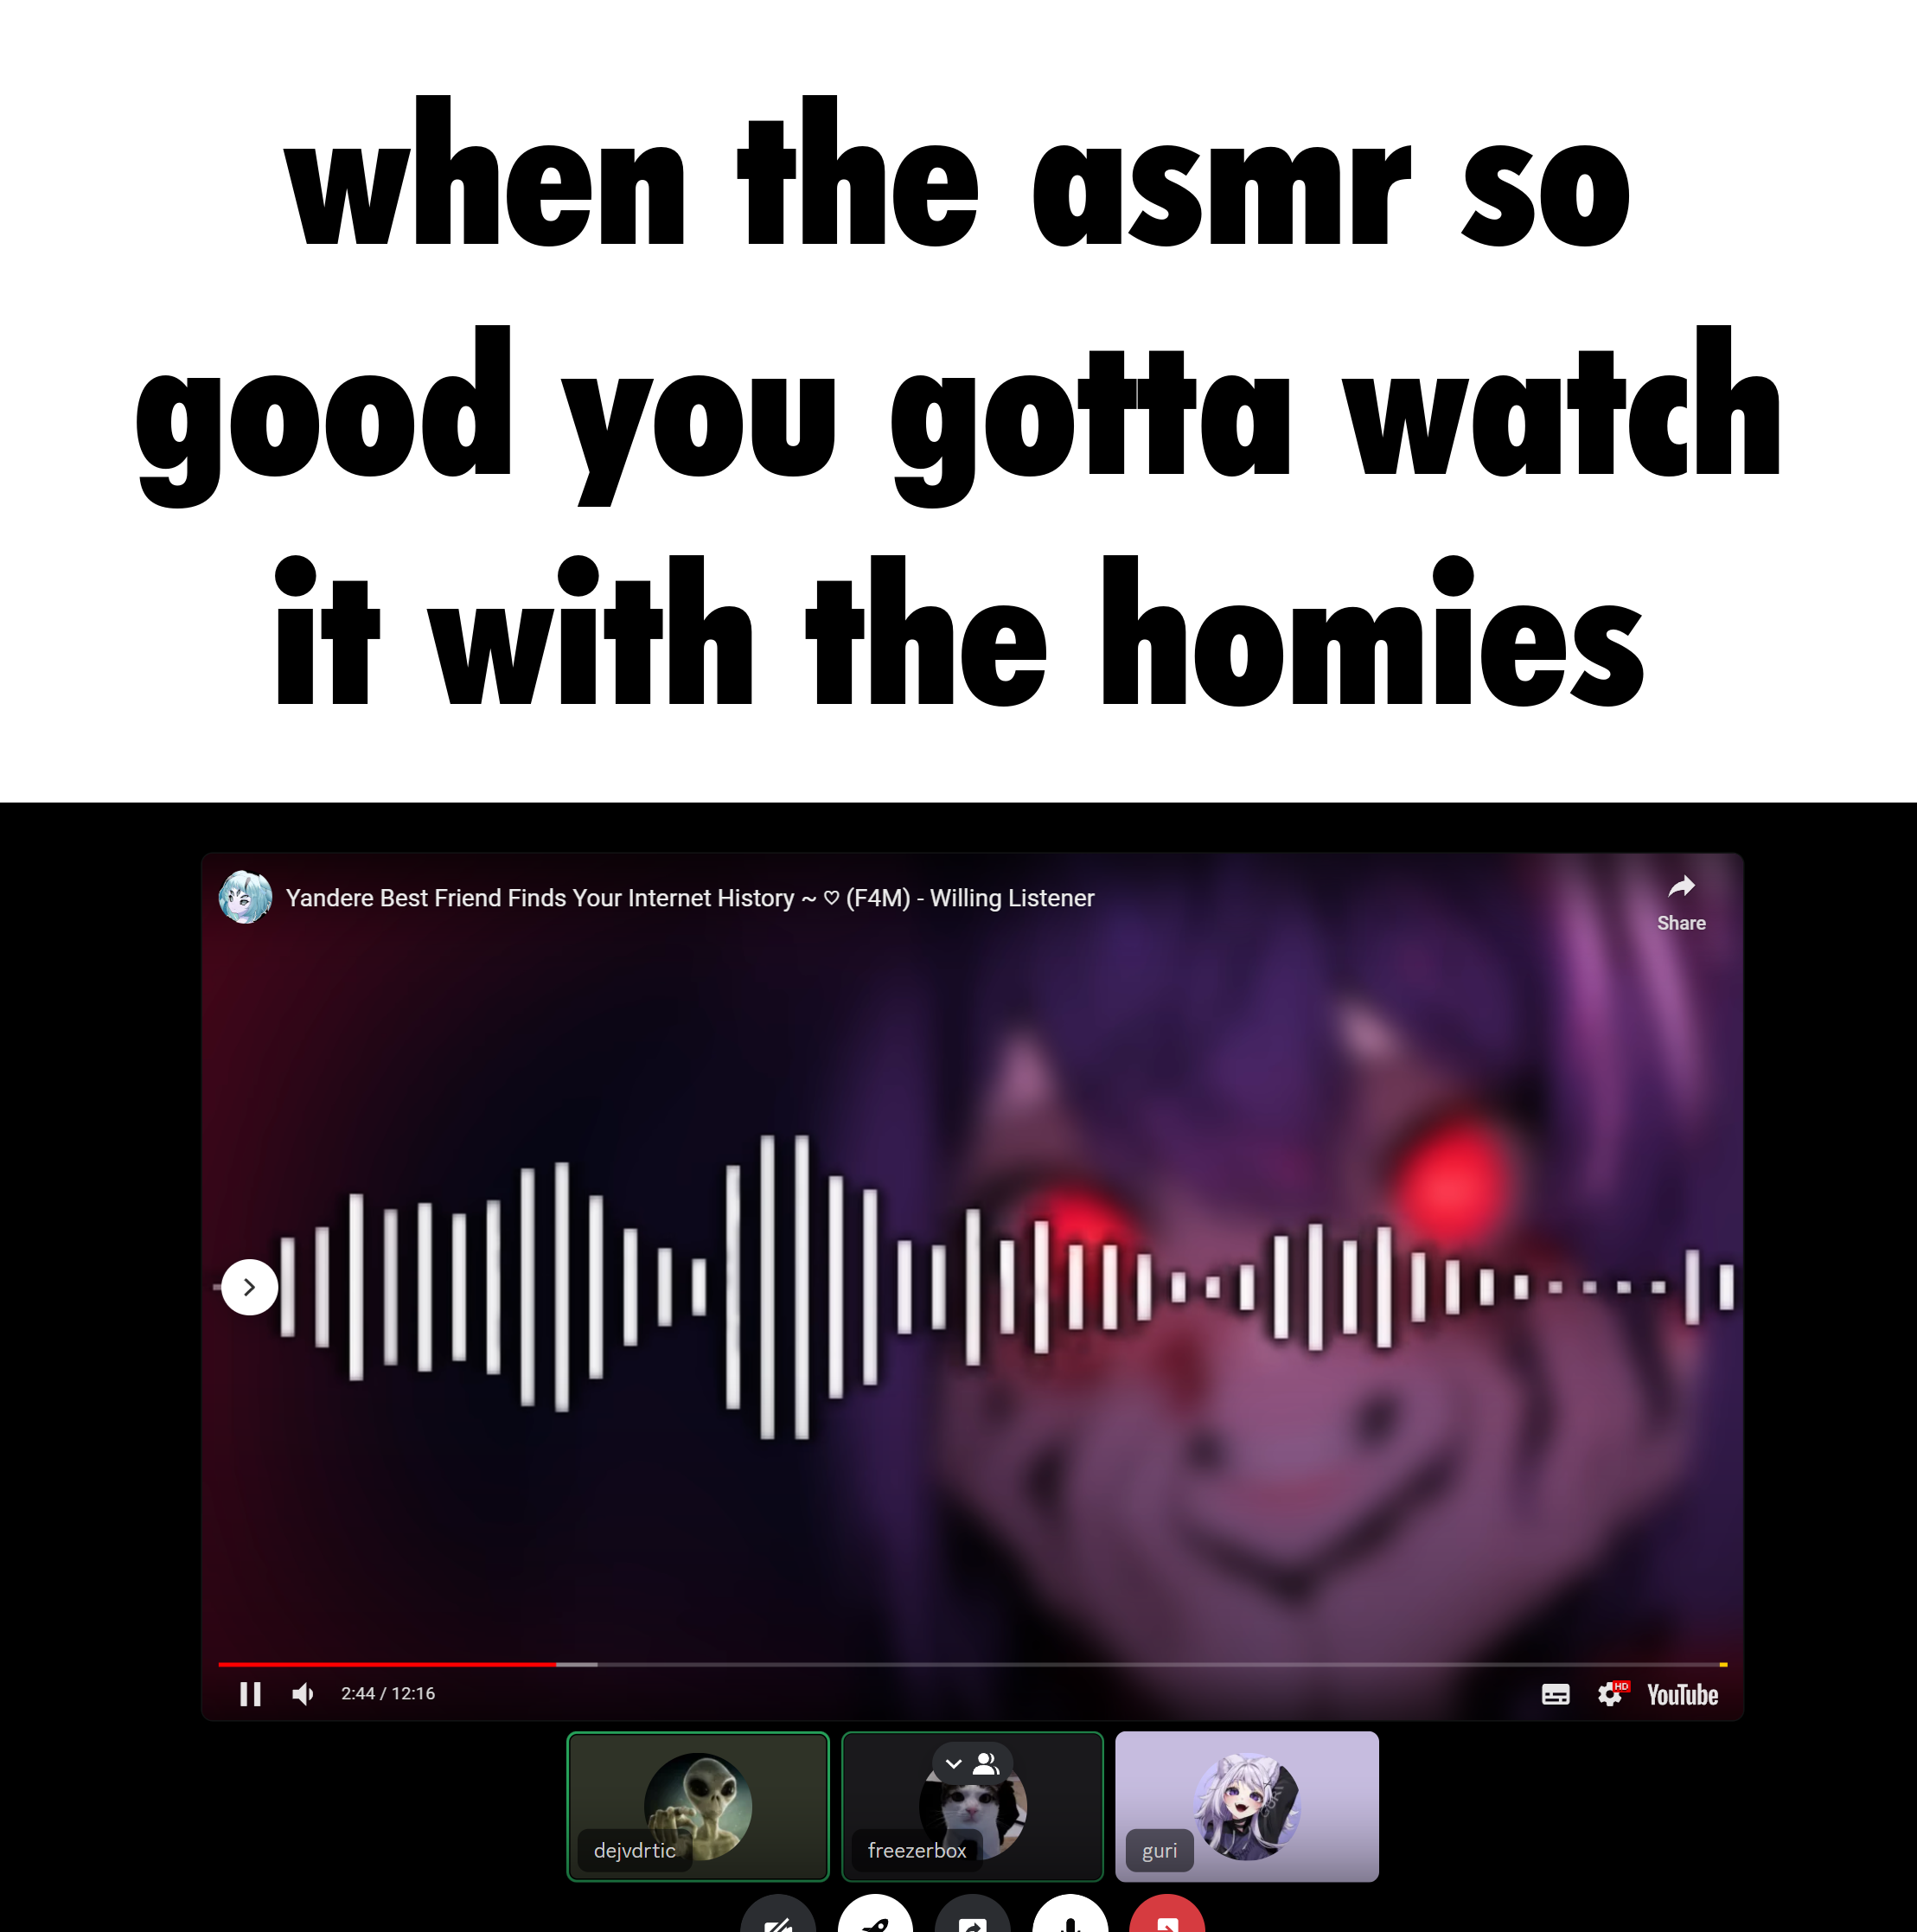 when the asmr so
good you gotta watch
it with the homies
Yandere Best Friend Finds Your Internet History ~ ♡ (F4M) - Willing Listener
Share
2:44 / 12:16
HD
YouTube
dejvdrtic
freezerbox
guri